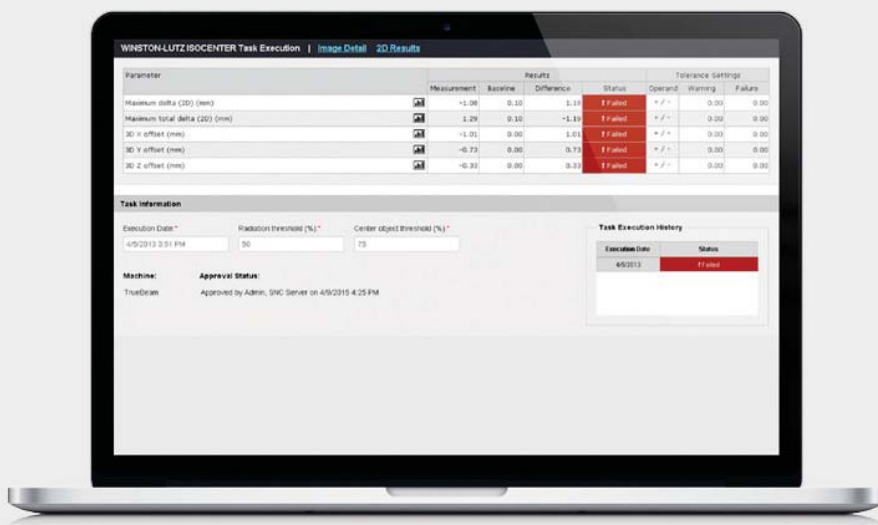 WINSTON-LUTZ ISOCENTER Task Execution | Image Detail 2D Results
Parameter Results Tolerance Settings
Measurement Baseline Difference Status Operand Warning Failure
Maximum delta (2D) (mm) -1.08 0.10 1.19 ! Failed + / - 0.00 0.00
Maximum total delta (2D) (mm) 1.29 0.10 -1.19 ! Failed + / - 0.00 0.00
3D X offset (mm) -1.01 0.00 1.01 ! Failed + / - 0.00 0.00
3D Y offset (mm) -0.73 0.00 0.73 ! Failed + / - 0.00 0.00
3D Z offset (mm) -0.33 0.00 0.33 ! Failed + / - 0.00 0.00
Task Information
Execution Date:* Radiation threshold (%):* Center object threshold (%):* Task Execution History
4/5/2013 3:51 PM 50 75
Execution Date Status
4/5/2013 ! Failed
Machine: Approval Status:
TrueBeam Approved by Admin, SNC Server on 4/9/2015 4:25 PM